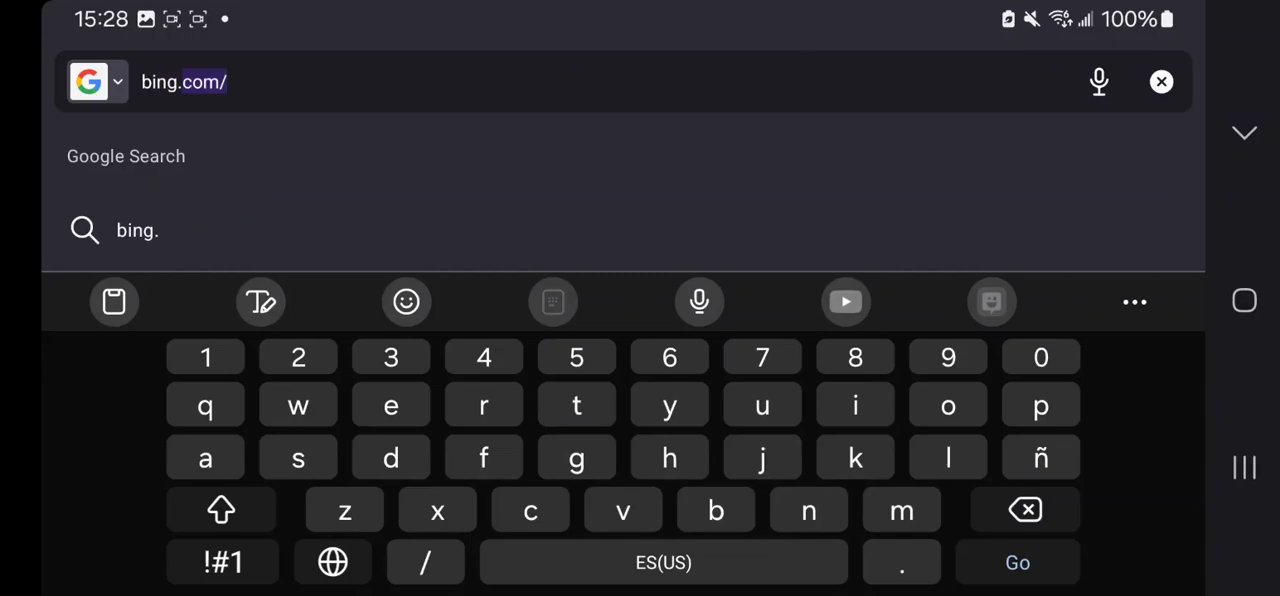 15:28 100%
bing.com/
Google Search
bing.
1 2 3 4 5 6 7 8 9 0
q w e r t y u i o p
a s d f g h j k l ñ
z x c v b n m
!#1 / ES(US) . Go